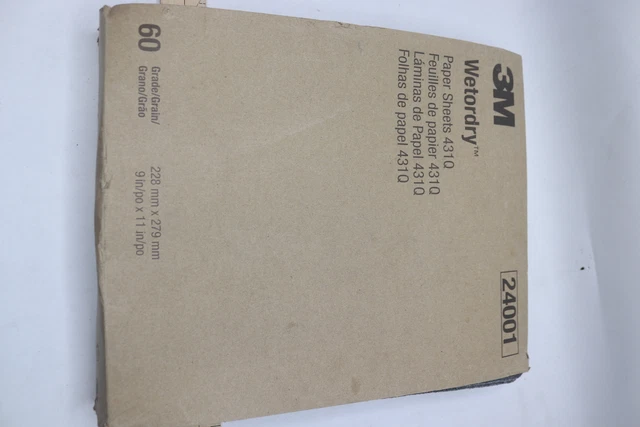 3M
Wetordry™
Paper Sheets 431Q
Feuilles de papier 431Q
Láminas de Papel 431Q
Folhas de papel 431Q
24001
60
Grade/Grain/
Grano/Grão
228 mm x 279 mm
9 in/po x 11 in/po